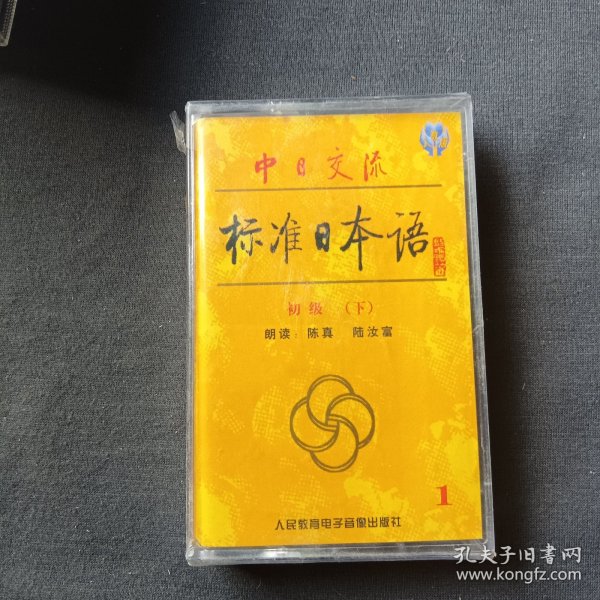 中日交流
标准日本语
初级 (下)
朗读: 陈真 陆汝富
1
人民教育电子音像出版社
孔夫子旧书网
www.kongfz.com